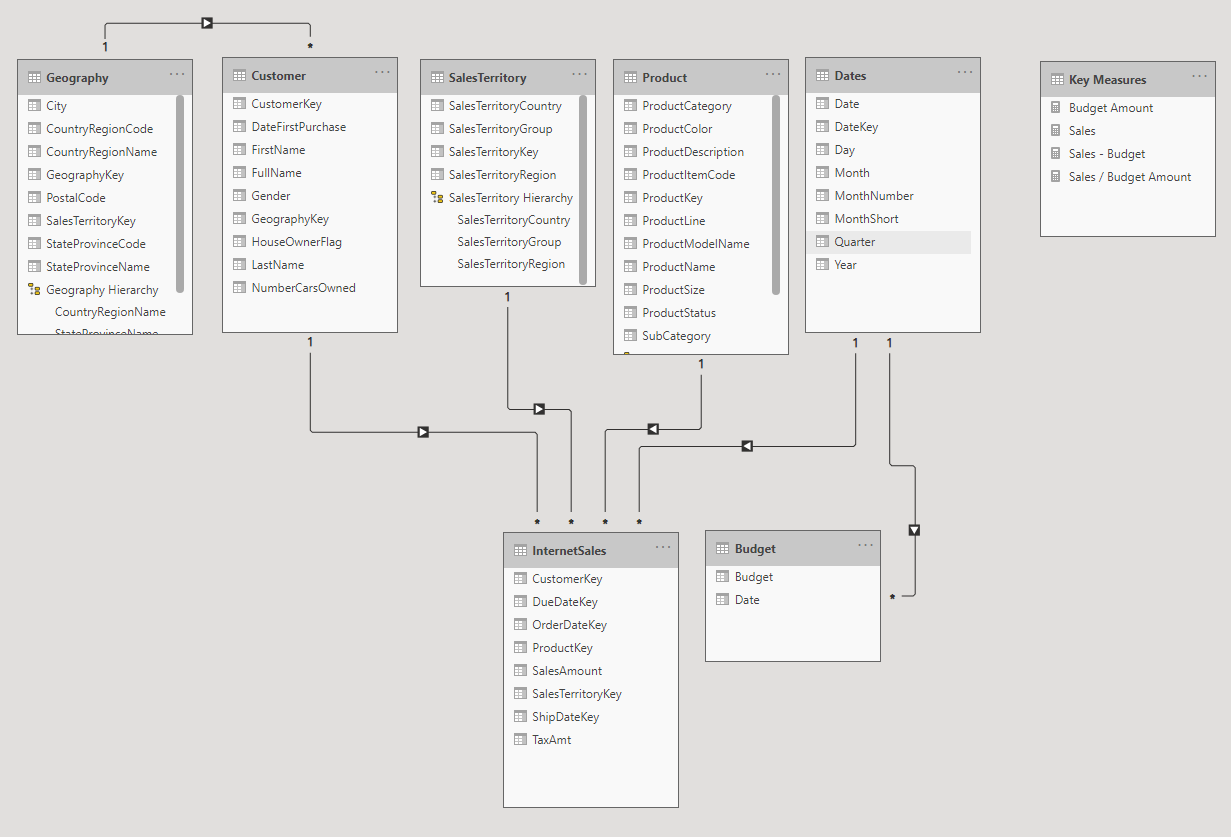 1
*
Geography
City
CountryRegionCode
CountryRegionName
GeographyKey
PostalCode
SalesTerritoryKey
StateProvinceCode
StateProvinceName
Geography Hierarchy
CountryRegionName
StateProvinceName
Customer
CustomerKey
DateFirstPurchase
FirstName
FullName
Gender
GeographyKey
HouseOwnerFlag
LastName
NumberCarsOwned
1
SalesTerritory
SalesTerritoryCountry
SalesTerritoryGroup
SalesTerritoryKey
SalesTerritoryRegion
SalesTerritory Hierarchy
SalesTerritoryCountry
SalesTerritoryGroup
SalesTerritoryRegion
1
Product
ProductCategory
ProductColor
ProductDescription
ProductItemCode
ProductKey
ProductLine
ProductModelName
ProductName
ProductSize
ProductStatus
SubCategory
1
Dates
Date
DateKey
Day
Month
MonthNumber
MonthShort
Quarter
Year
1
1
Key Measures
Budget Amount
Sales
Sales - Budget
Sales / Budget Amount
* * * *
InternetSales
CustomerKey
DueDateKey
OrderDateKey
ProductKey
SalesAmount
SalesTerritoryKey
ShipDateKey
TaxAmt
Budget
Budget
Date
*